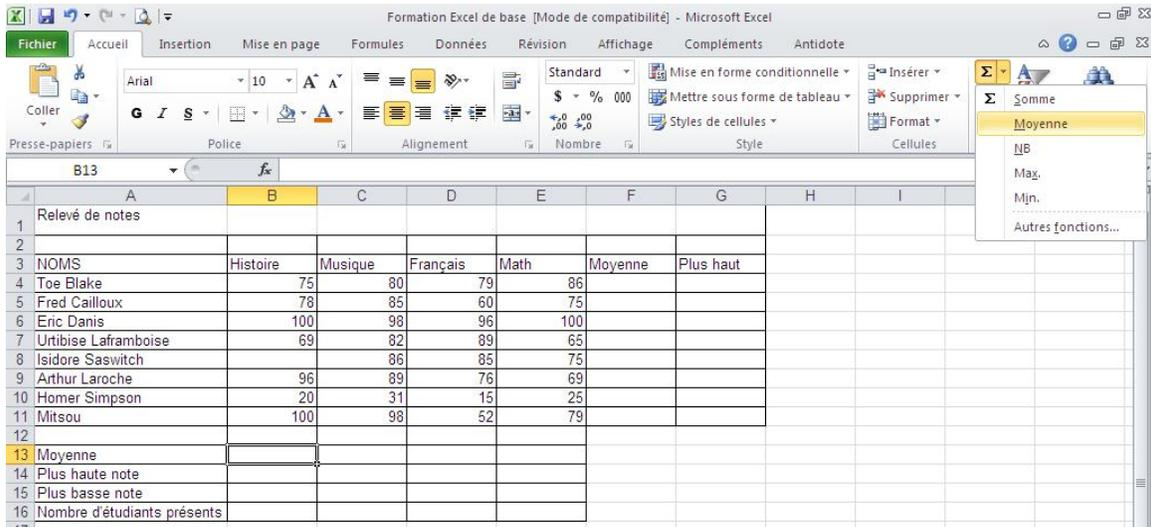 Formation Excel de base [Mode de compatibilité] - Microsoft Excel
Fichier Accueil Insertion Mise en page Formules Données Révision Affichage Compléments Antidote
Coller
Arial 10 A A
G I S A
Standard
$ % 000
,0 ,00 ,00 ,0
Mise en forme conditionnelle
Mettre sous forme de tableau
Styles de cellules
Insérer
Supprimer
Format
Σ
Presse-papiers Police Alignement Nombre Style Cellules
Σ Somme
Moyenne
NB
Max.
Min.
Autres fonctions...
B13 fx
A B C D E F G H I
1 Relevé de notes
2
3 NOMS Histoire Musique Français Math Moyenne Plus haut
4 Toe Blake 75 80 79 86
5 Fred Cailloux 78 85 60 75
6 Eric Danis 100 98 96 100
7 Urtibise Laframboise 69 82 89 65
8 Isidore Saswitch 86 85 75
9 Arthur Laroche 96 89 76 69
10 Homer Simpson 20 31 15 25
11 Mitsou 100 98 52 79
12
13 Moyenne
14 Plus haute note
15 Plus basse note
16 Nombre d'étudiants présents